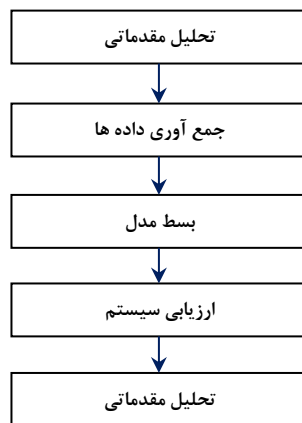 تحلیل مقدماتی
جمع آوری داده ها
بسط مدل
ارزیابی سیستم
تحلیل مقدماتی